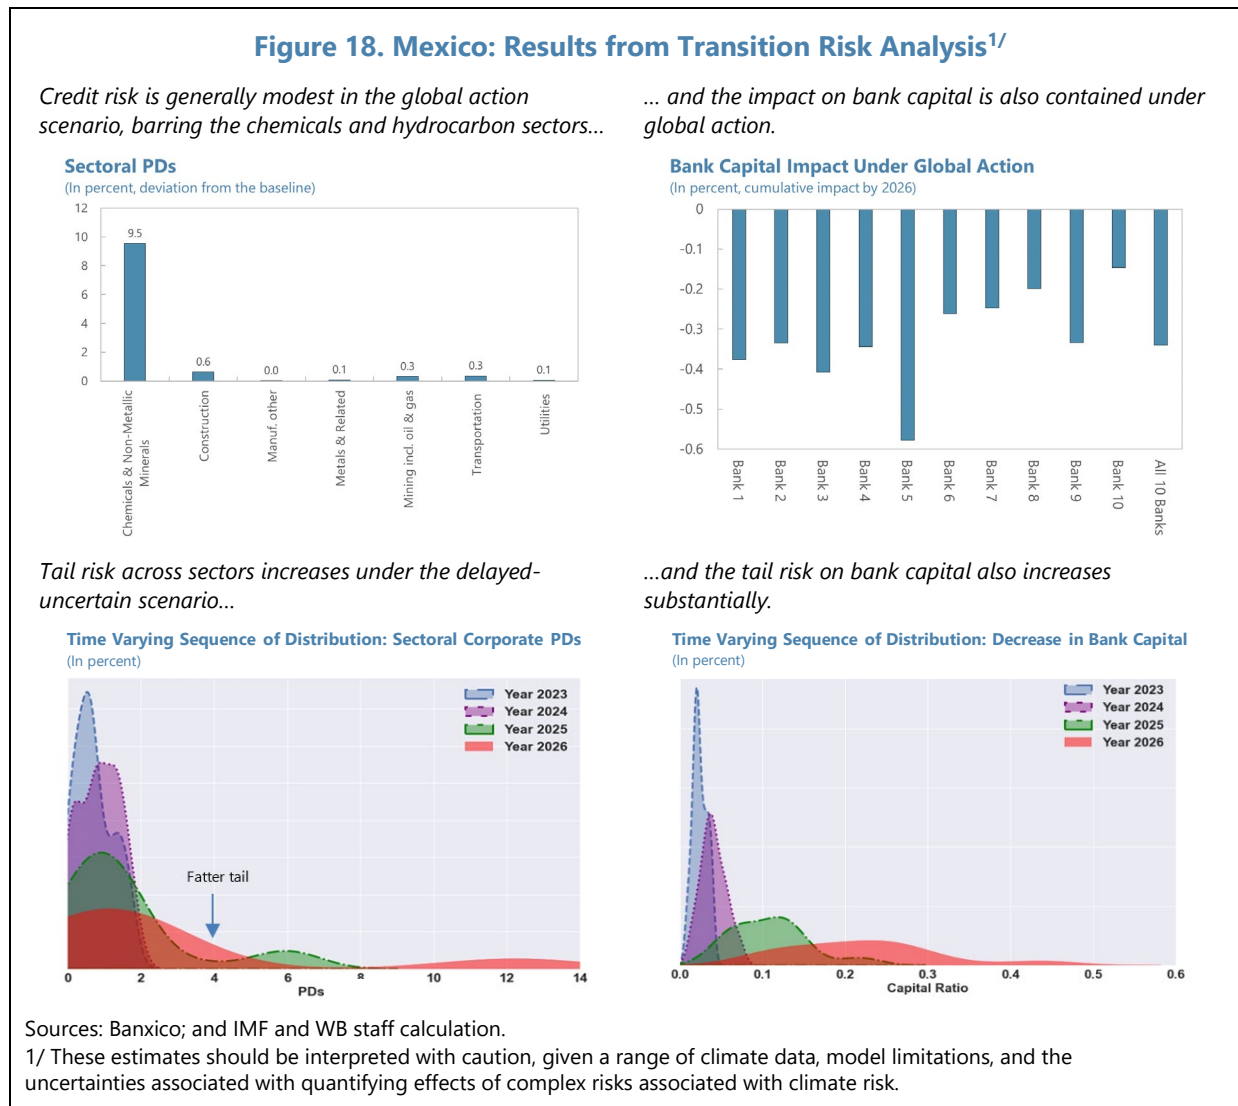 Figure 18. Mexico: Results from Transition Risk Analysis1/
Credit risk is generally modest in the global action
scenario, barring the chemicals and hydrocarbon sectors…
Sectoral PDs
(In percent, deviation from the baseline)
12
10
8
6
4
2
0
9.5
0.6
0.0
0.1
0.3
0.3
0.1
Chemicals & Non-Metallic
Minerals
Construction
Manuf. other
Metals & Related
Mining incl. oil & gas
Transportation
Utilities
… and the impact on bank capital is also contained under
global action.
Bank Capital Impact Under Global Action
(In percent, cumulative impact by 2026)
0
-0.1
-0.2
-0.3
-0.4
-0.5
-0.6
Bank 1
Bank 2
Bank 3
Bank 4
Bank 5
Bank 6
Bank 7
Bank 8
Bank 9
Bank 10
All 10 Banks
Tail risk across sectors increases under the delayed-
uncertain scenario…
Time Varying Sequence of Distribution: Sectoral Corporate PDs
(In percent)
Year 2023
Year 2024
Year 2025
Year 2026
Fatter tail
0 2 4 6 8 10 12 14
PDs
…and the tail risk on bank capital also increases
substantially.
Time Varying Sequence of Distribution: Decrease in Bank Capital
(In percent)
Year 2023
Year 2024
Year 2025
Year 2026
0.0 0.1 0.2 0.3 0.4 0.5 0.6
Capital Ratio
Sources: Banxico; and IMF and WB staff calculation.
1/ These estimates should be interpreted with caution, given a range of climate data, model limitations, and the
uncertainties associated with quantifying effects of complex risks associated with climate risk.